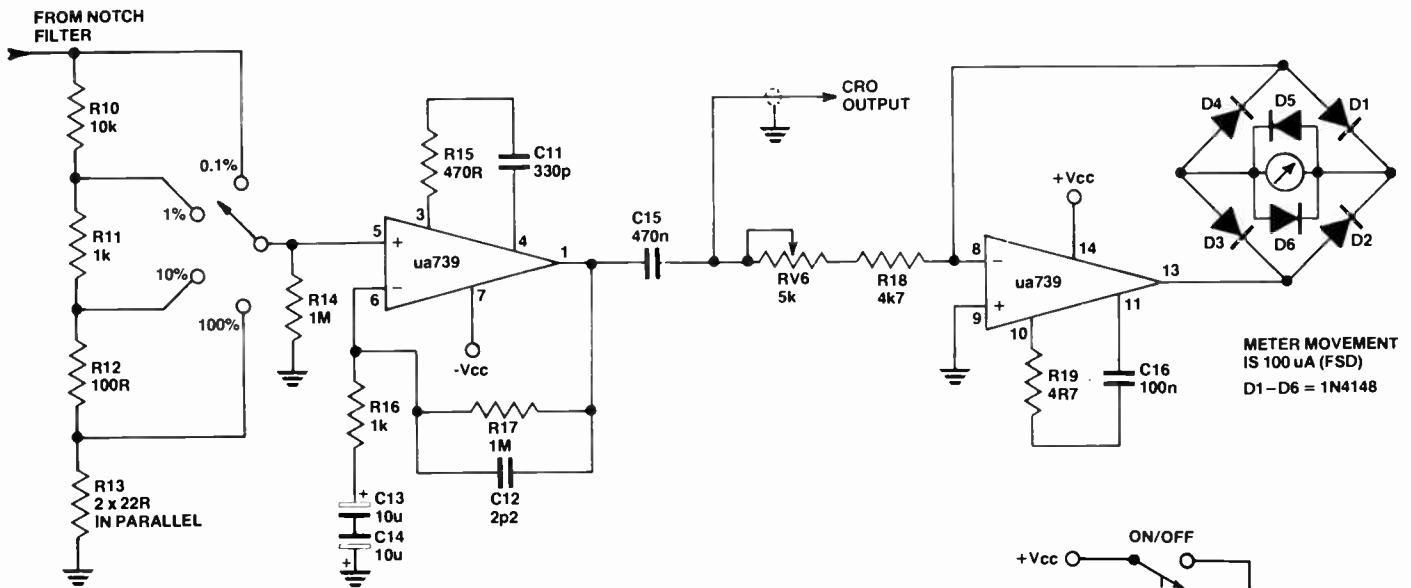 FROM NOTCH
FILTER
R10
10k
0.1%
1%
R11
1k
10%
100%
R12
100R
R13
2 x 22R
IN PARALLEL
R14
1M
R15
470R
C11
330p
3
4
5
+
ua739
1
6
−
7
-Vcc
R16
1k
R17
1M
C12
2p2
+
C13
10u
C14
10u
+
C15
470n
CRO
OUTPUT
RV6
5k
R18
4k7
+Vcc
14
8
−
ua739
13
9
+
10
11
R19
4R7
C16
100n
D4
D5
D1
D3
D6
D2
METER MOVEMENT
IS 100 uA (FSD)
D1-D6 = 1N4148
ON/OFF
+Vcc